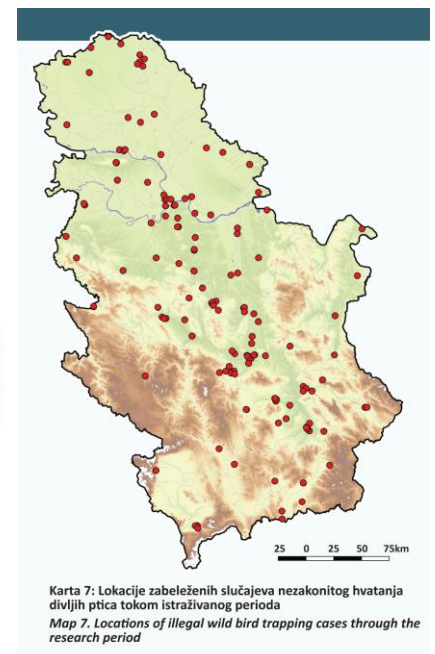 25 0 25 50 75km
Karta 7: Lokacije zabeleženih slučajeva nezakonitog hvatanja
divljih ptica tokom istraživanog perioda
Map 7. Locations of illegal wild bird trapping cases through the
research period